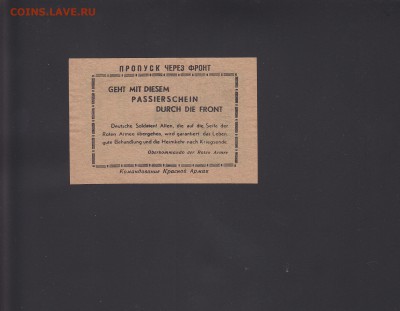 COINS.ЛАВЕ.RU
ПРОПУСК ЧЕРЕЗ ФРОНТ
GEHT MIT DIESEM
PASSIERSCHEIN
DURCH DIE FRONT
Deutsche Soldaten! Allen, die auf die Seite der
Roten Armee übergehen, wird garantiert das Leben,
gute Behandlung und die Heimkehr nach Kriegsende.
Oberkommando der Roten Armee
Командование Красной Армии